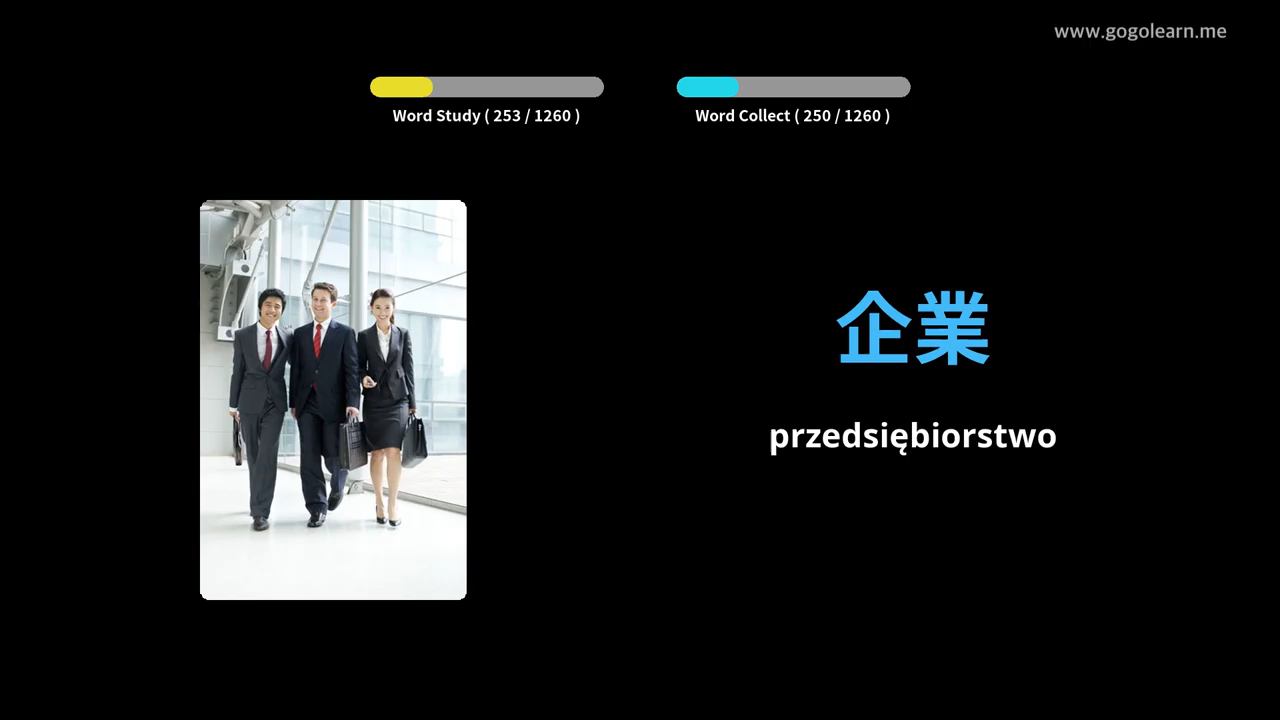 www.gogolearn.me
Word Study ( 253 / 1260 )
Word Collect ( 250 / 1260 )
企業
przedsiębiorstwo